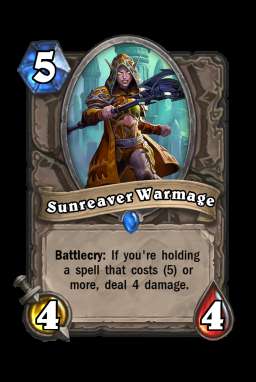 5
Sunreaver Warmage
Battlecry: If you're holding
a spell that costs (5) or
more, deal 4 damage.
4 4